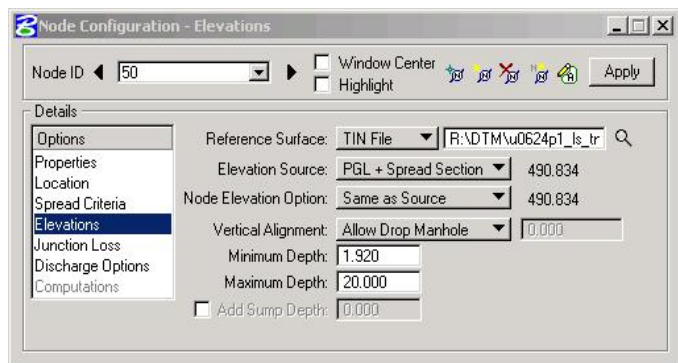 Node Configuration - Elevations
Node ID 50 Window Center Apply
Highlight
Details
Options
Properties
Location
Spread Criteria
Elevations
Junction Loss
Discharge Options
Computations
Reference Surface: TIN File R:\DTM\u0624p1_ls_tr
Elevation Source: PGL + Spread Section 490.834
Node Elevation Option: Same as Source 490.834
Vertical Alignment: Allow Drop Manhole 0.000
Minimum Depth: 1.920
Maximum Depth: 20.000
Add Sump Depth: 0.000